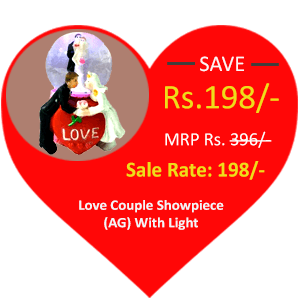 SAVE
Rs.198/-
MRP Rs. 396/-
Sale Rate: 198/-
LOVE
Love Couple Showpiece
(AG) With Light